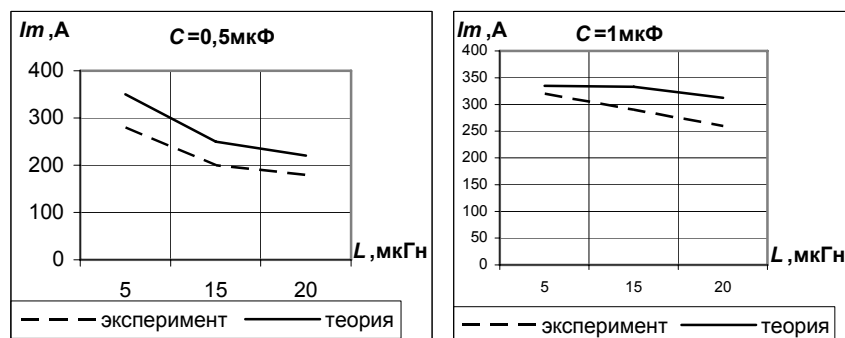 Im ,А
C=0,5мкФ
400
300
200
100
0
L ,мкГн
5 15 20
эксперимент теория
Im ,А
C=1мкФ
400
350
300
250
200
150
100
50
0
L ,мкГн
5 15 20
эксперимент теория